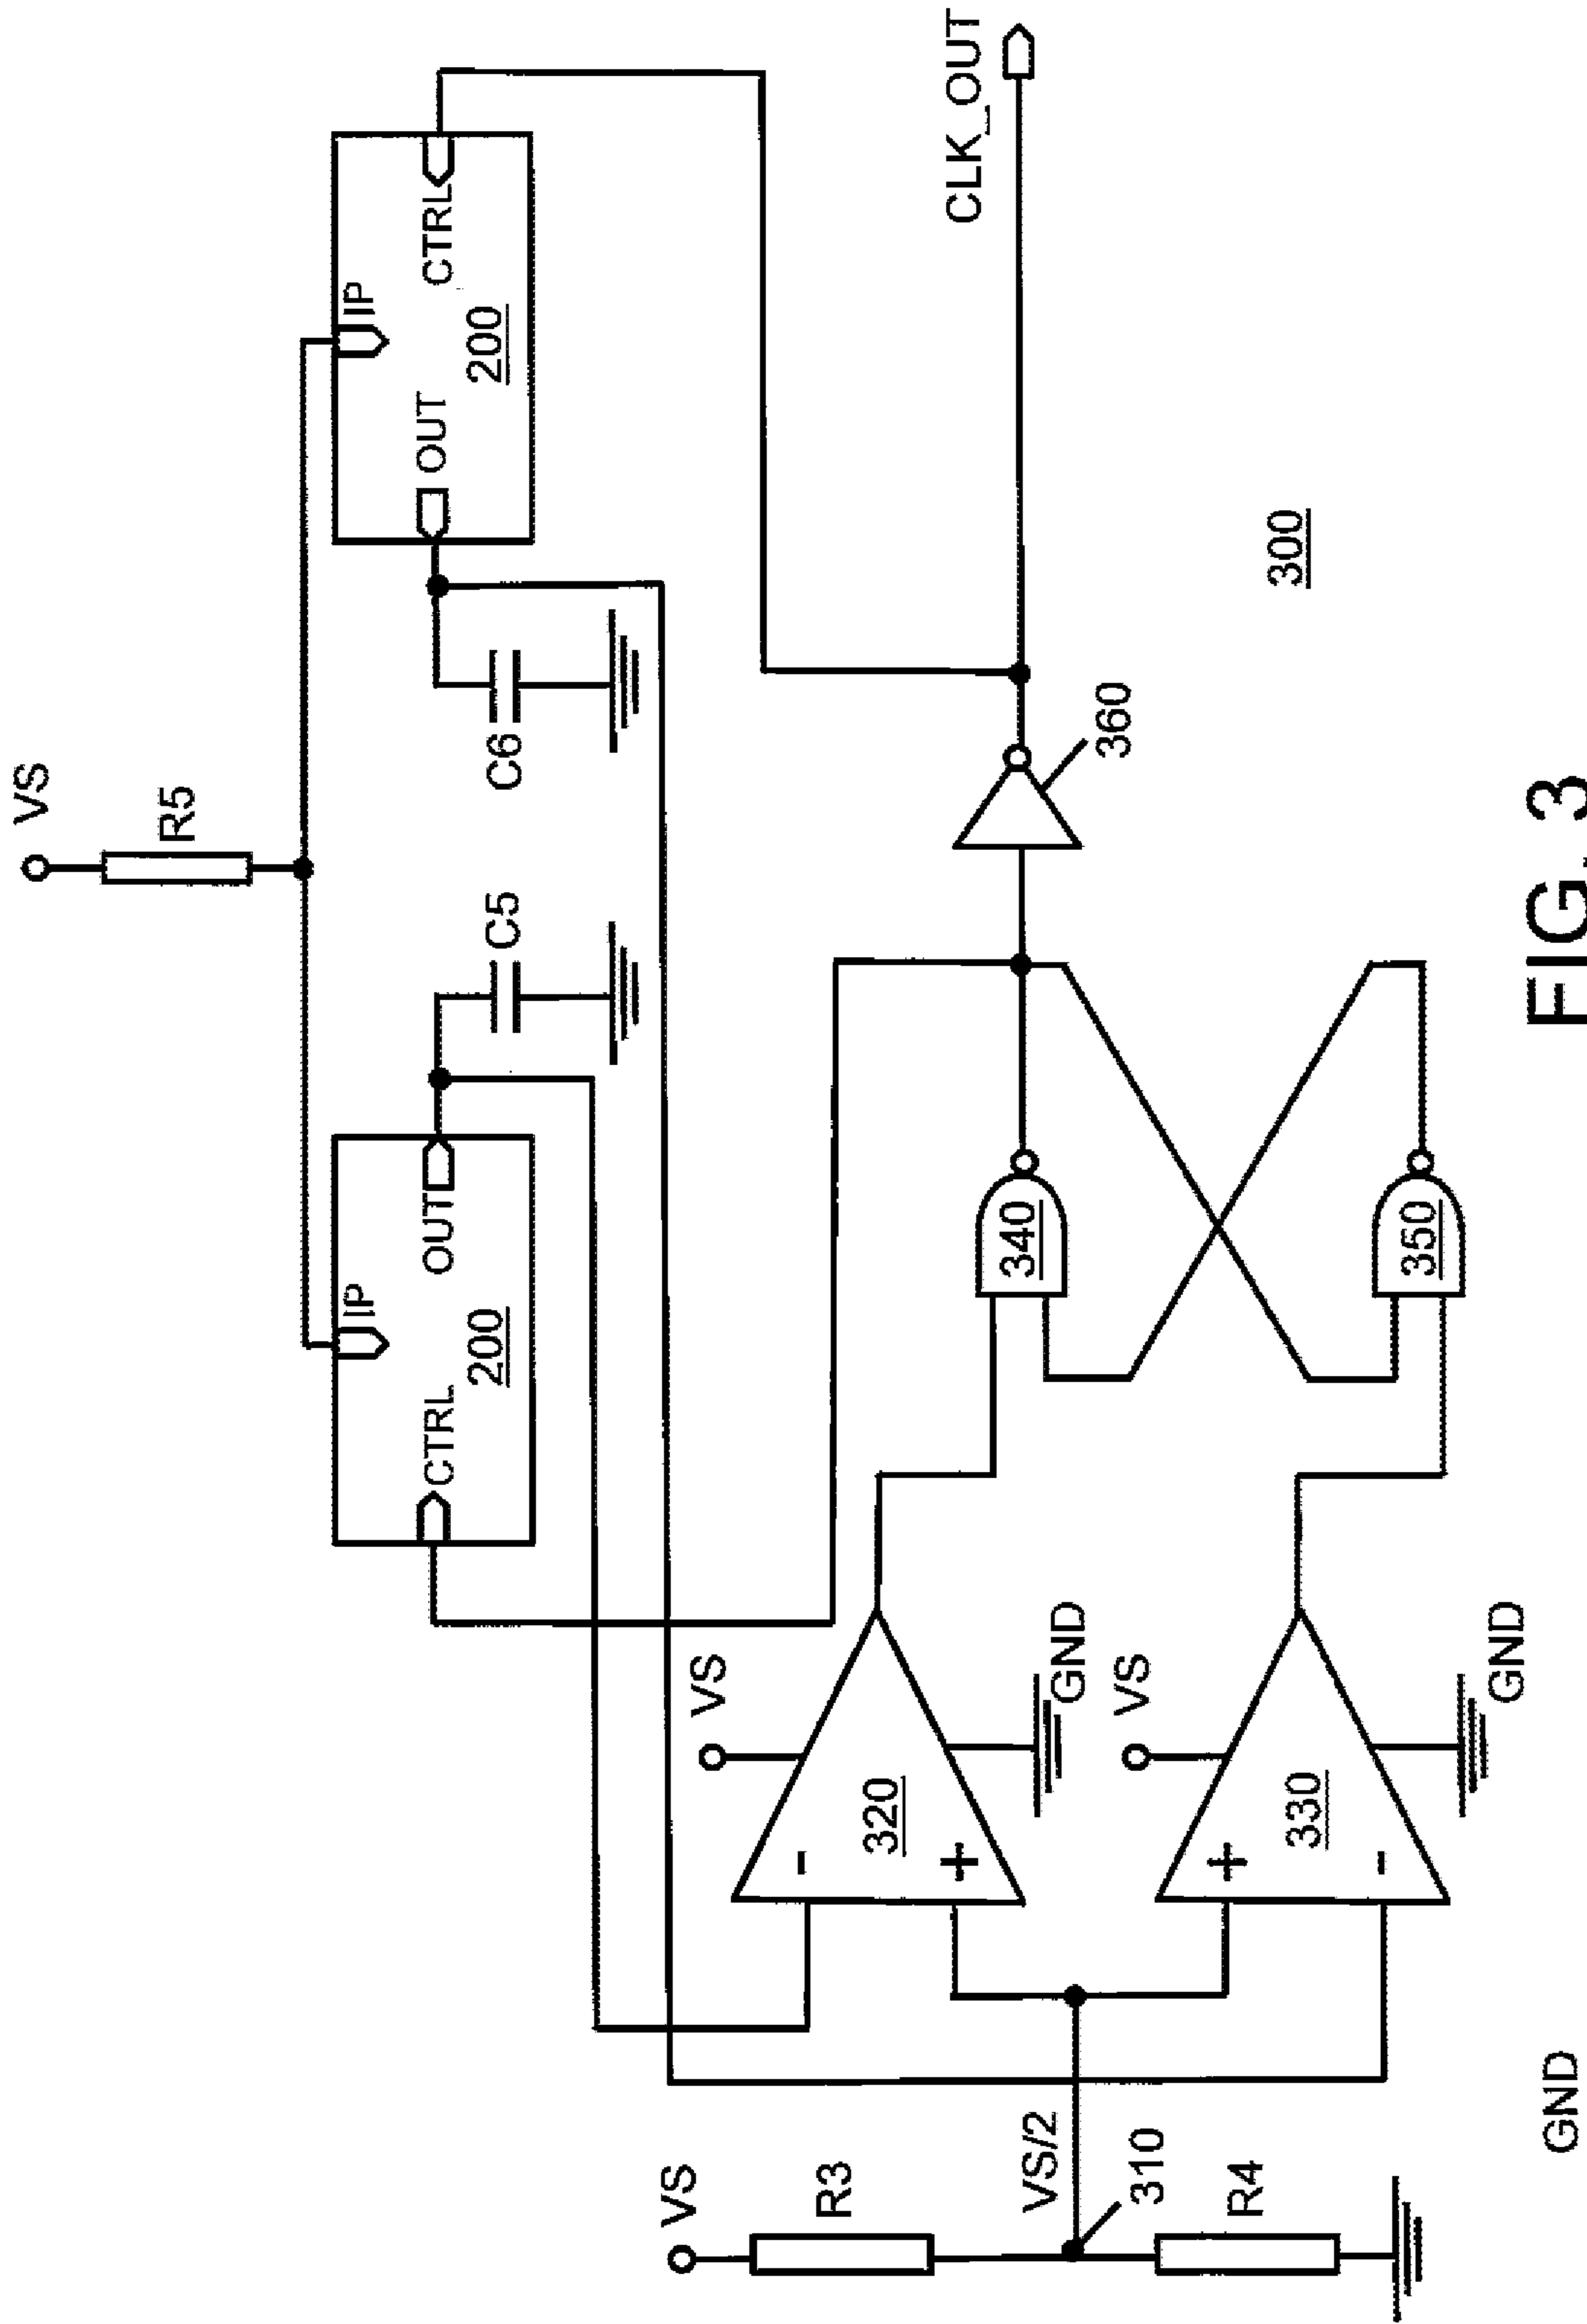 VS
R5
IP
CTRL
OUT
200
C5
C6
OUT
IP
CTRL
200
VS
R3
VS/2
310
R4
GND
VS
-
320
+
GND
VS
+
330
-
GND
340
350
360
CLK_OUT
300
FIG. 3